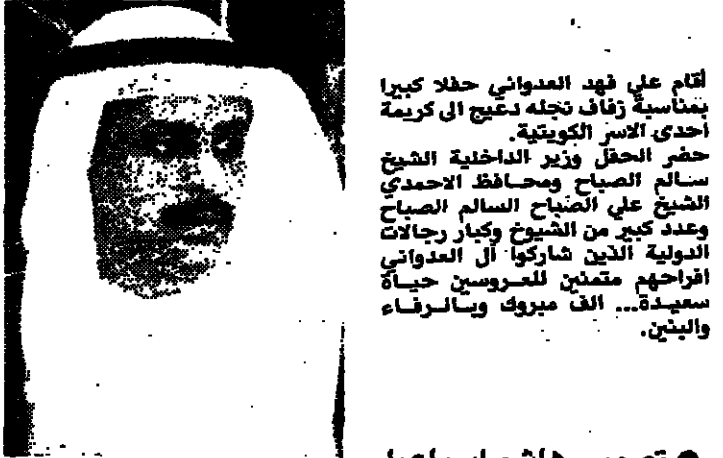 أقام علي فهد العدواني حفلا كبيرا
بمناسبة زفاف نجله دعيج الى كريمة
احدى الاسر الكويتية.
حضر الحفل وزير الداخلية الشيخ
سالم الصباح ومحافظ الاحمدي
الشيخ علي الصباح السالم الصباح
وعدد كبير من الشيوخ وكبار رجالات
الدولية الذين شاركوا آل العدواني
افراحهم متمنين للعروسين حياة
سعيدة... الف مبروك وبالرفاء
والبنين.